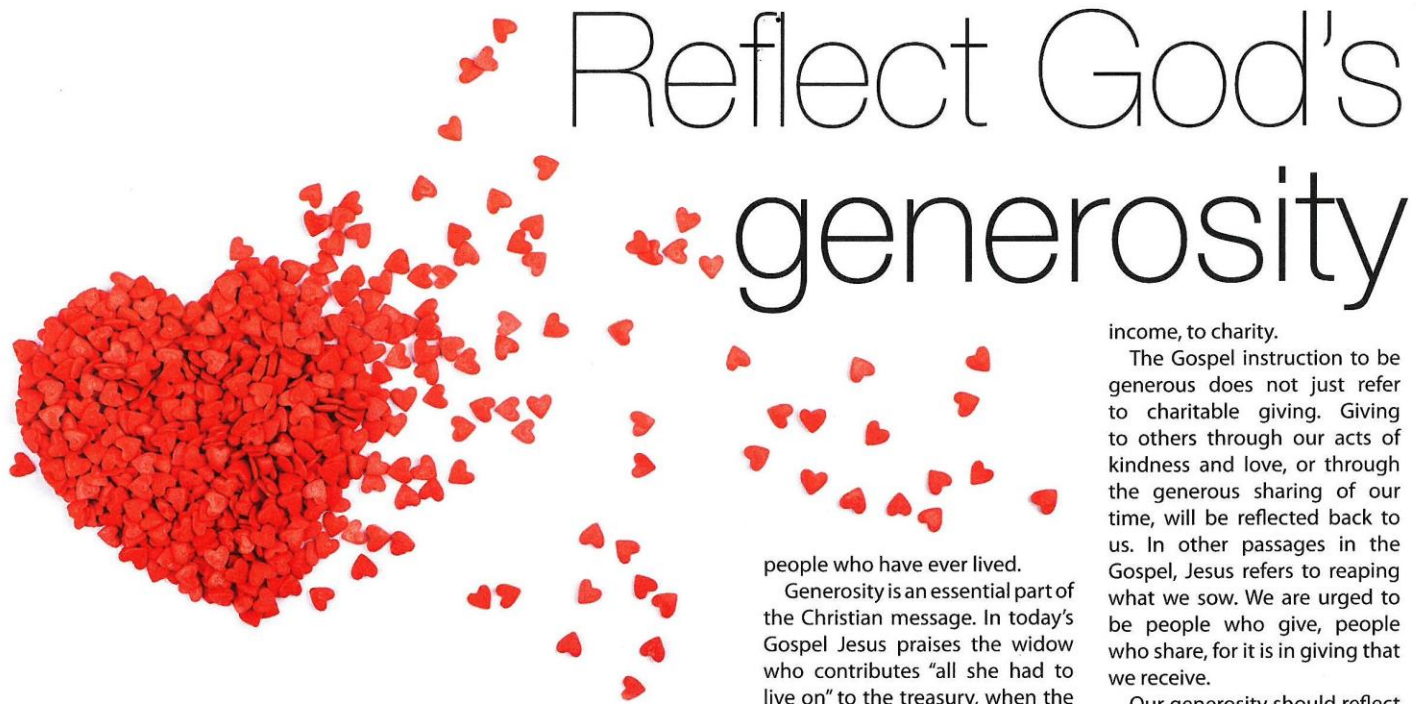 Reflect God's
generosity
people who have ever lived.
Generosity is an essential part of
the Christian message. In today's
Gospel Jesus praises the widow
who contributes "all she had to
live on" to the treasury, when the
income, to charity.
The Gospel instruction to be
generous does not just refer
to charitable giving. Giving
to others through our acts of
kindness and love, or through
the generous sharing of our
time, will be reflected back to
us. In other passages in the
Gospel, Jesus refers to reaping
what we sow. We are urged to
be people who give, people
who share, for it is in giving that
we receive.
Our generosity should reflect